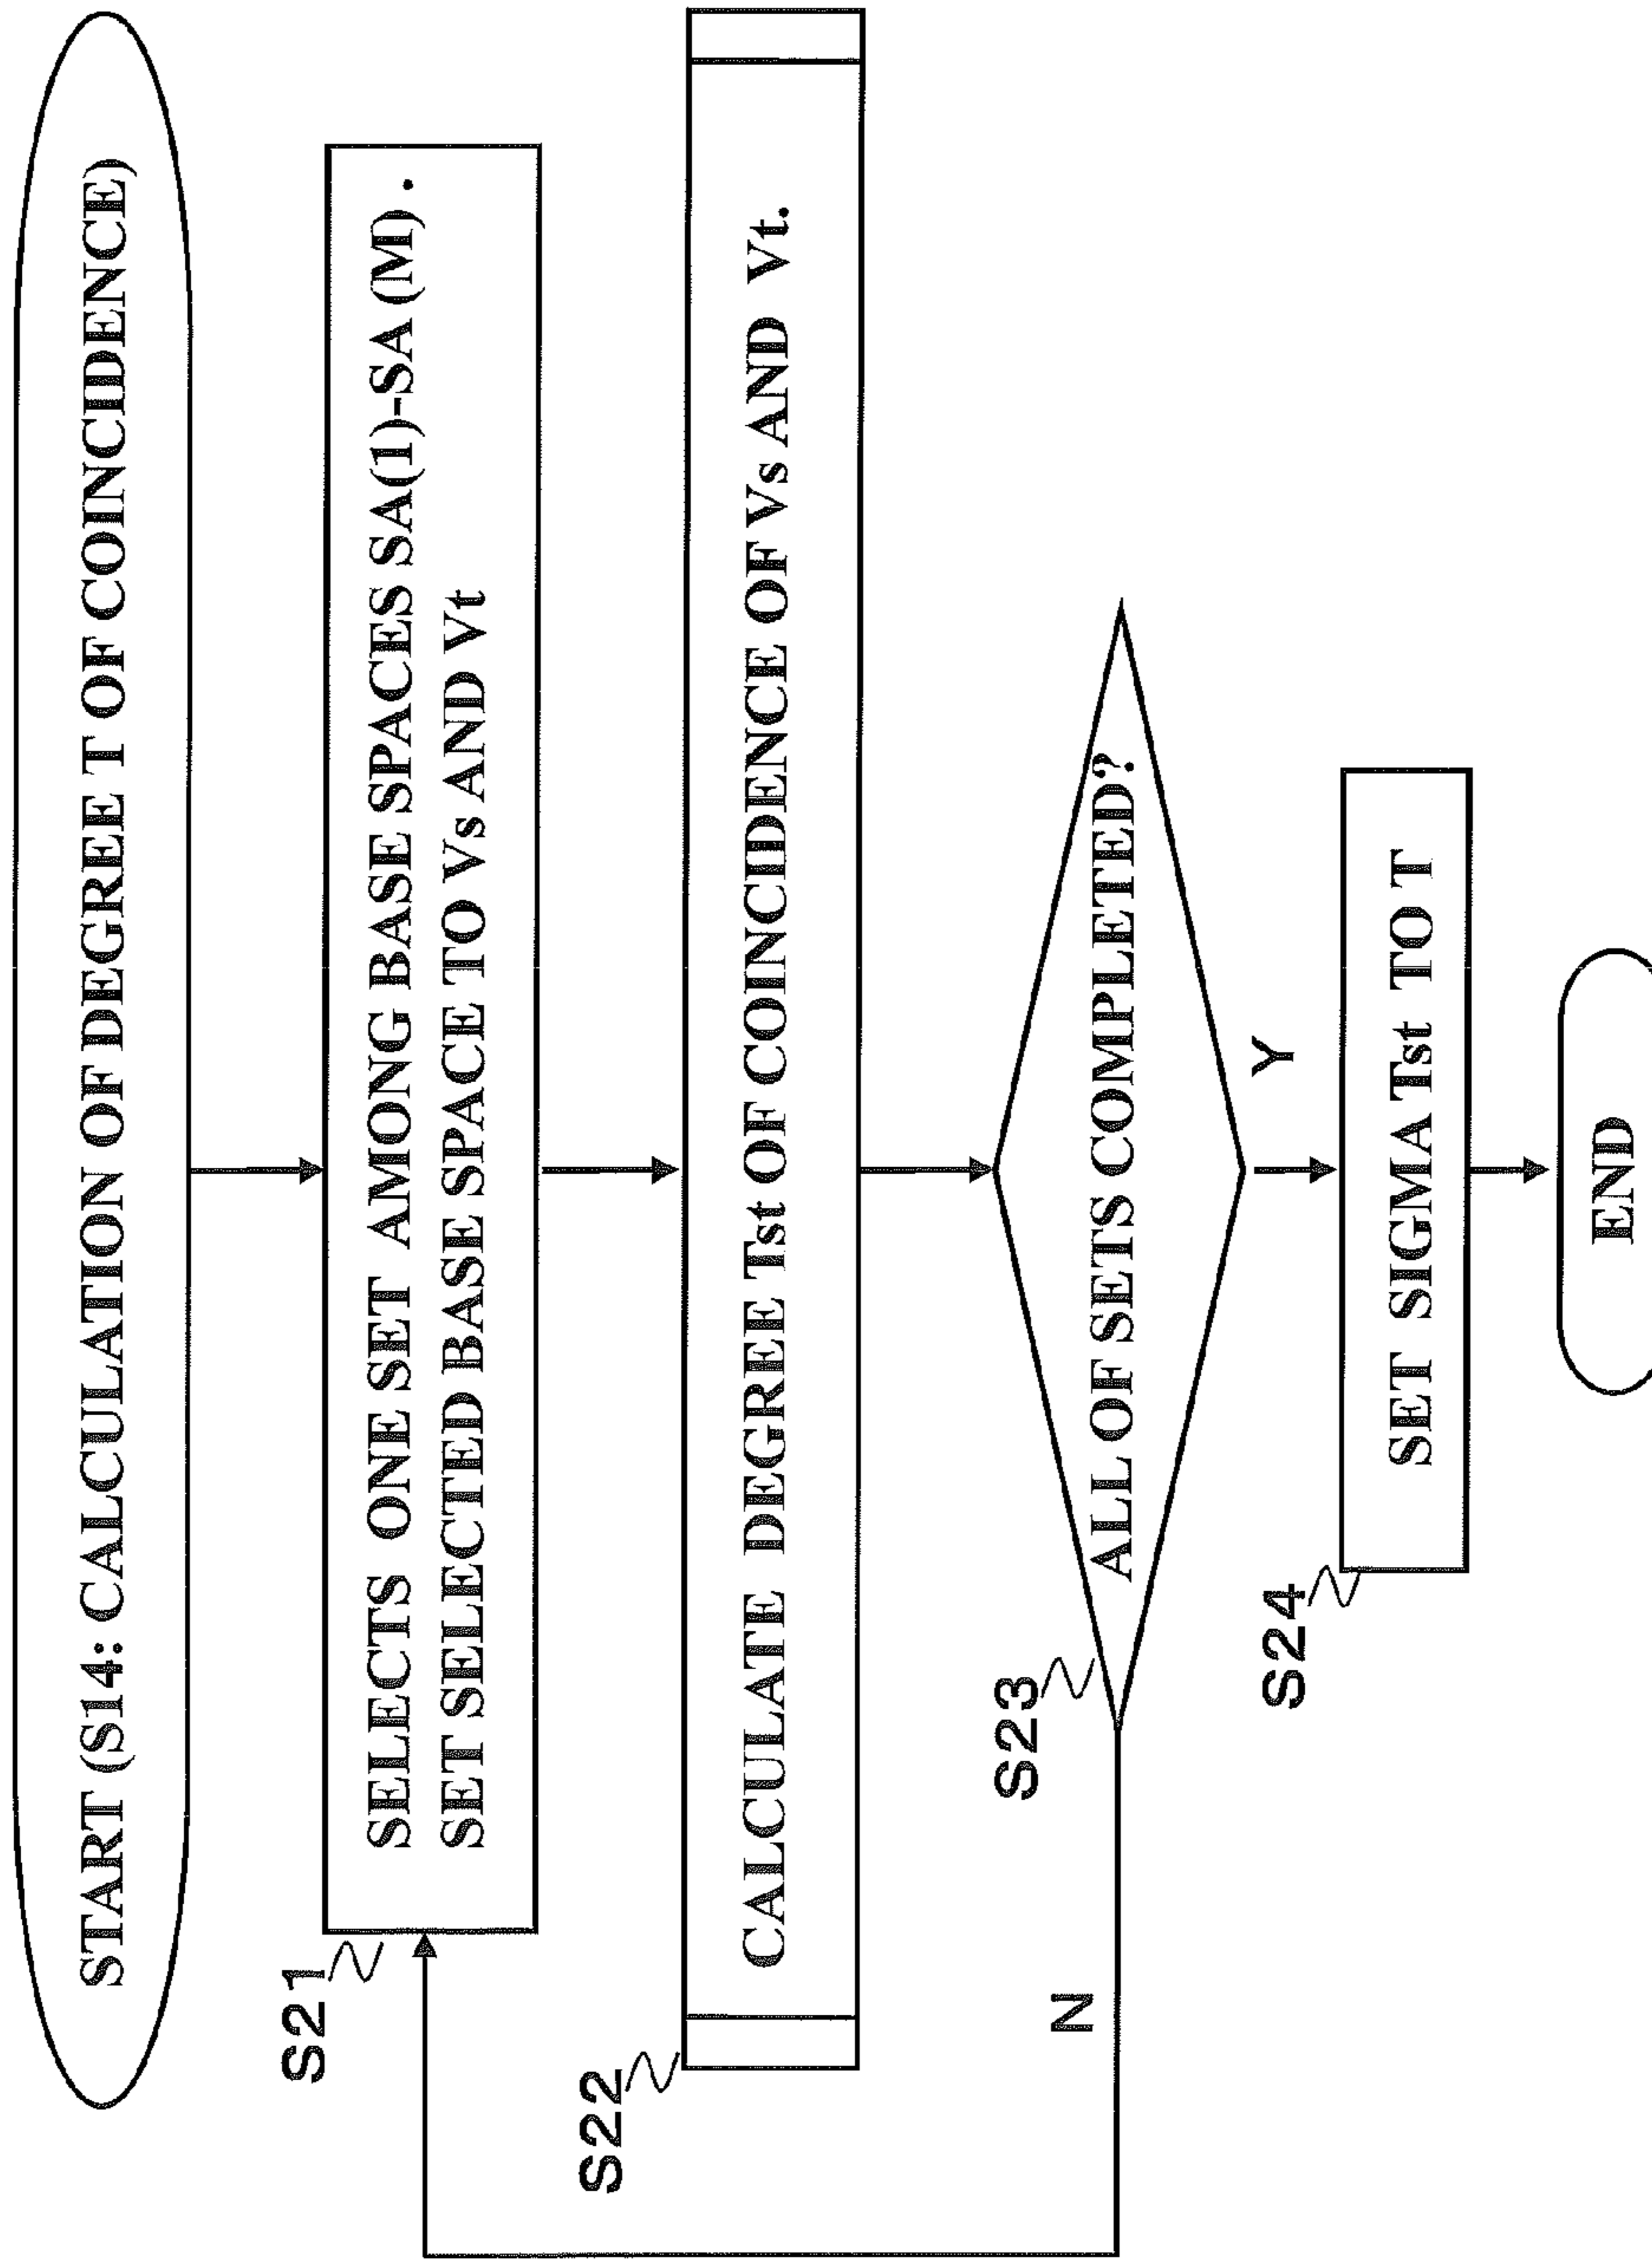 START (S14: CALCULATION OF DEGREE T OF COINCIDENCE)
S21
SELECTS ONE SET AMONG BASE SPACES SA(1)-SA (M) .
SET SELECTED BASE SPACE TO Vs AND Vt
S22
CALCULATE DEGREE Tst OF COINCIDENCE OF Vs AND Vt.
S23
ALL OF SETS COMPLETED?
N
Y
S24
SET SIGMA Tst TO T
END